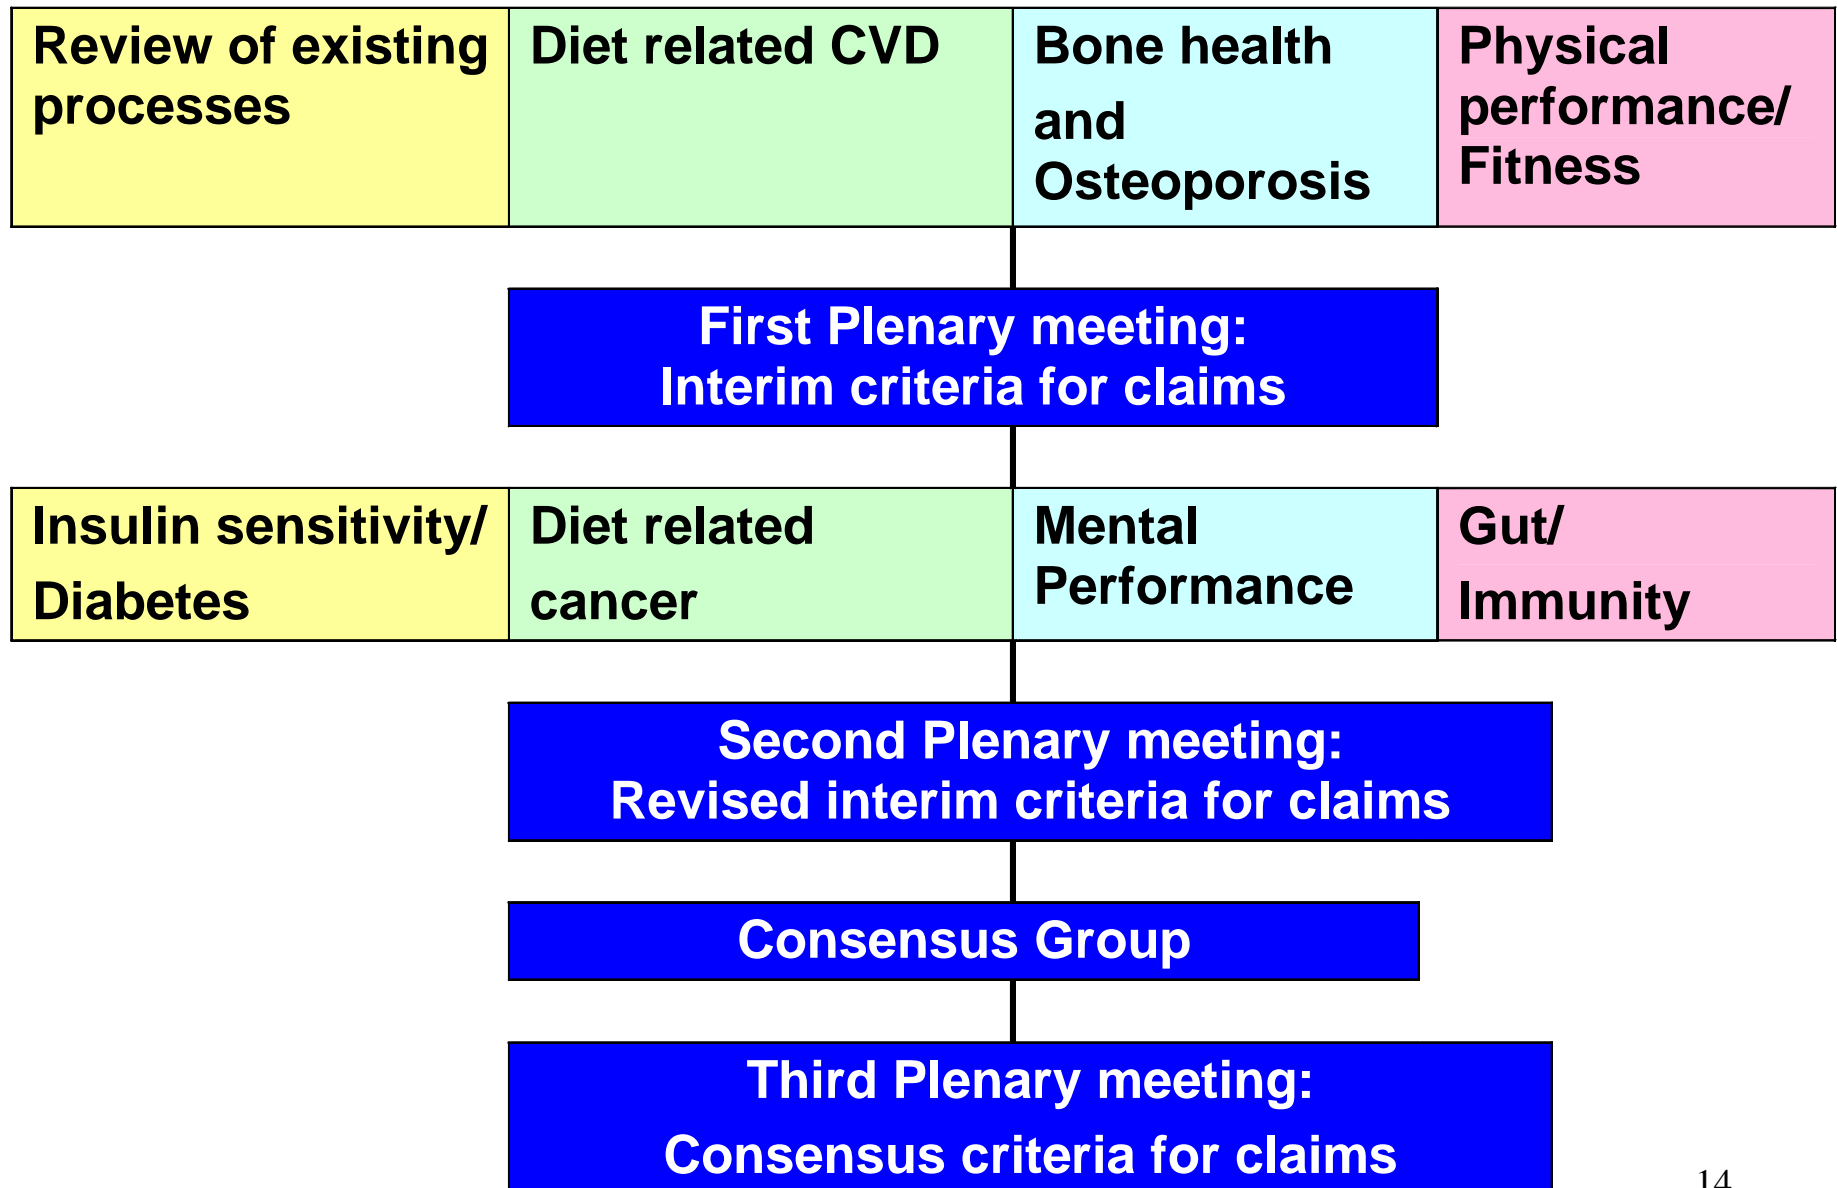 Review of existing
processes
Diet related CVD
Bone health
and
Osteoporosis
Physical
performance/
Fitness
First Plenary meeting:
Interim criteria for claims
Insulin sensitivity/
Diabetes
Diet related
cancer
Mental
Performance
Gut/
Immunity
Second Plenary meeting:
Revised interim criteria for claims
Consensus Group
Third Plenary meeting:
Consensus criteria for claims
14